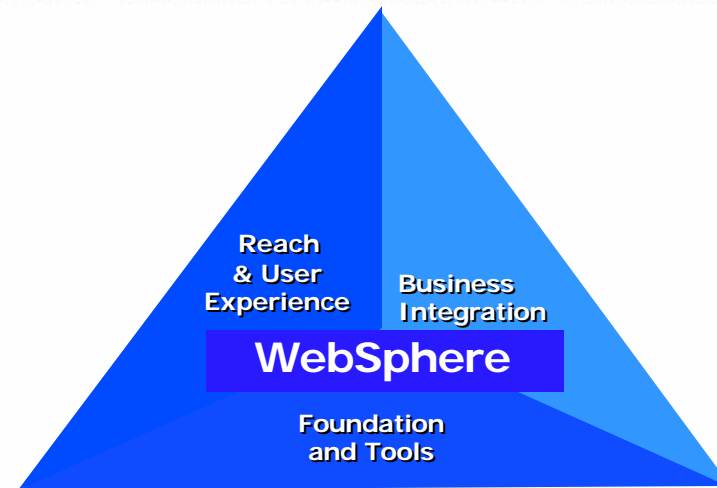 Reach
& User
Experience
Business
Integration
WebSphere
Foundation
and Tools